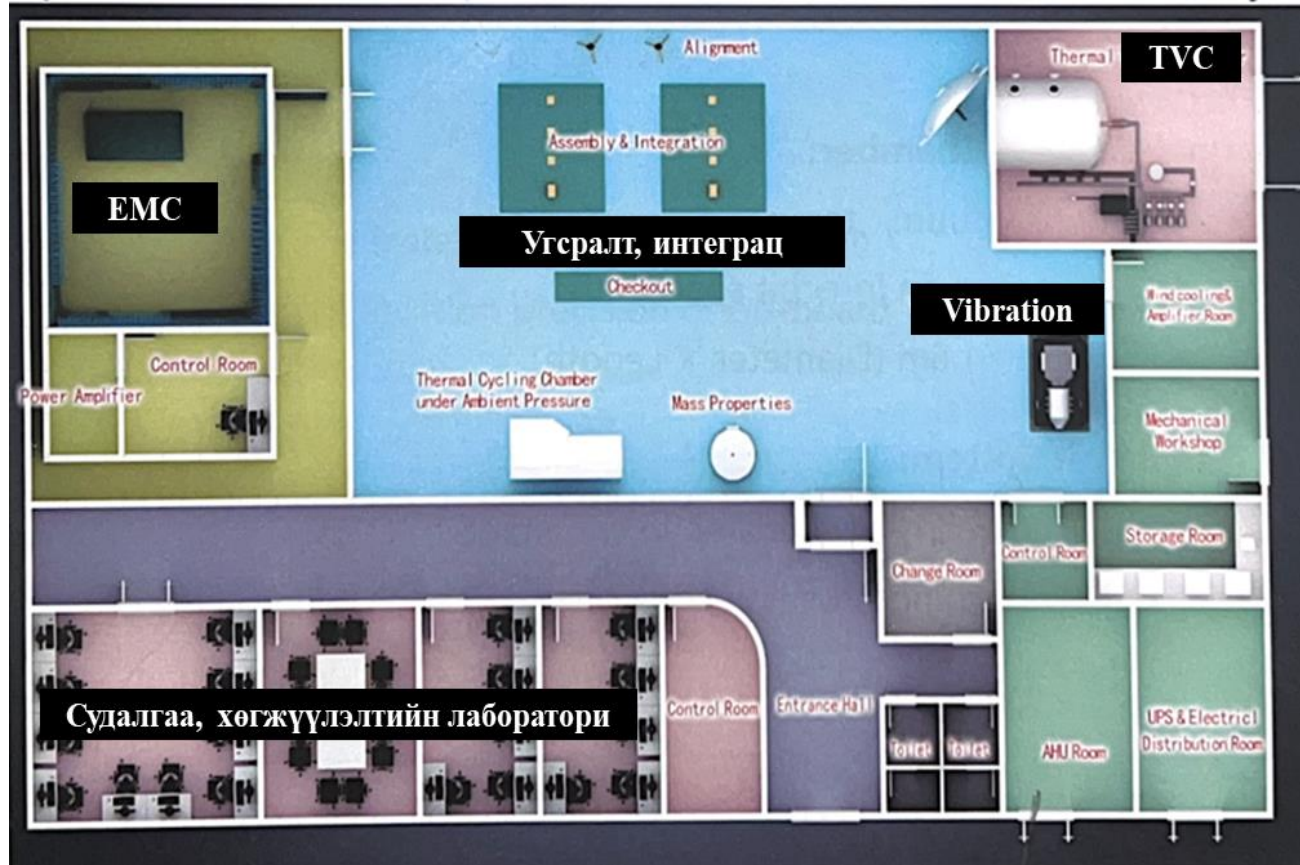 Alignment
Thermal
TVC
Assembly & Integration
EMC
Угсралт, интеграц
Checkout
Vibration
Wind cooling&
Amplifier Room
Control Room
Power Amplifier
Thermal Cycling Chamber
under Ambient Pressure
Mass Properties
Mechanical
Workshop
Storage Room
Control Room
Change Room
Судалгаа, хөгжүүлэлтийн лаборатори
Control Room
Entrance Hall
Toilet
Toilet
AHU Room
UPS & Electricl
Distribution Room